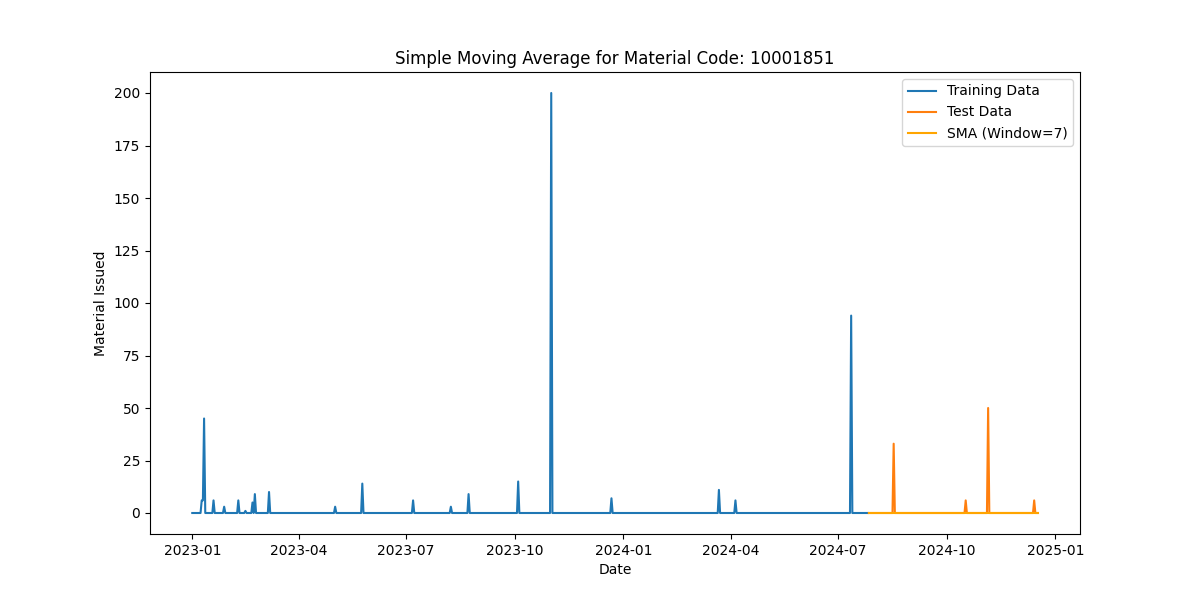 Simple Moving Average for Material Code: 10001851
Training Data
Test Data
SMA (Window=7)
Material Issued
200
175
150
125
100
75
50
25
0
2023-01 2023-04 2023-07 2023-10 2024-01 2024-04 2024-07 2024-10 2025-01
Date